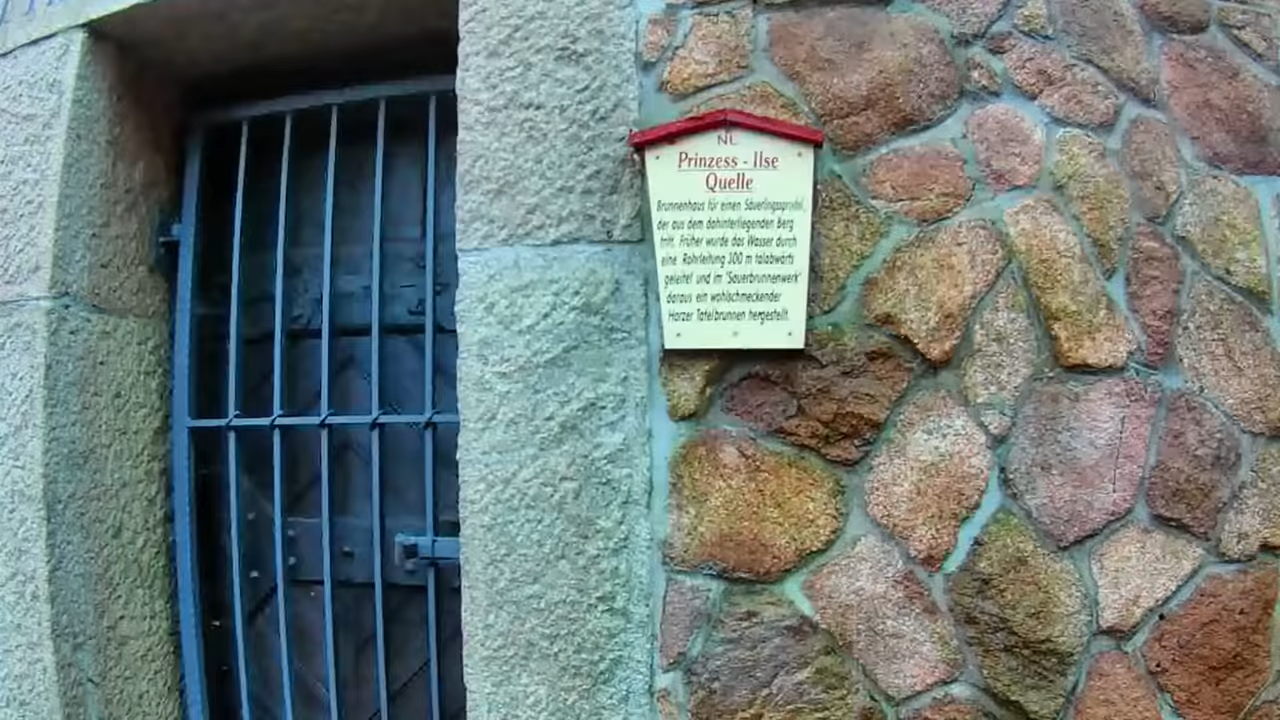 NL
Prinzess - Ilse
Quelle
Brunnenhaus für einen Säuerlingssprudel,
der aus dem dahinterliegenden Berg
tritt. Früher wurde das Wasser durch
eine Rohrleitung 300 m talabwärts
geleitet und im "Sauerbrunnenwerk"
daraus ein wohlschmeckender
Harzer Tafelbrunnen hergestellt.